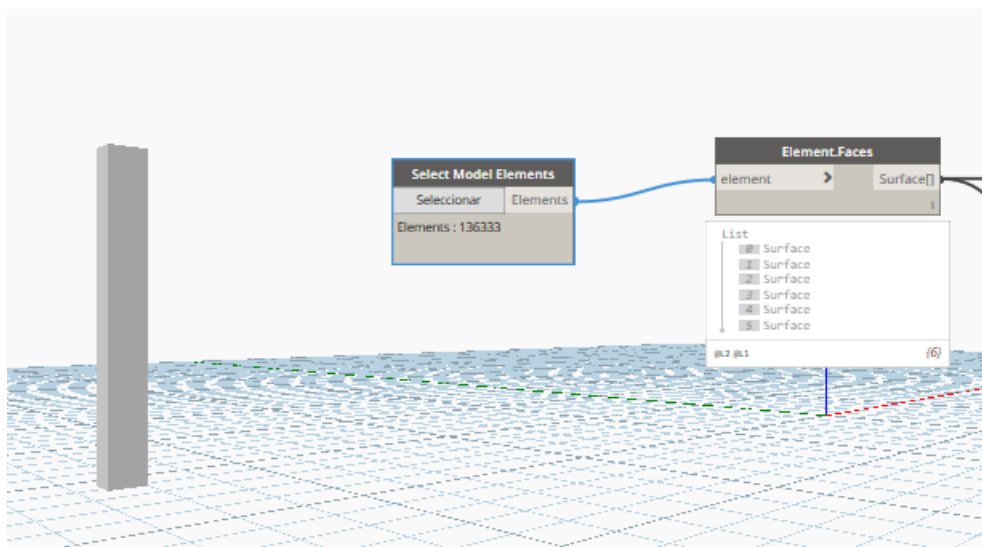 Select Model Elements
Seleccionar Elements
Elements : 136333
Element.Faces
element > Surface[]
List
0 Surface
1 Surface
2 Surface
3 Surface
4 Surface
5 Surface
@L2 @L1 {6}